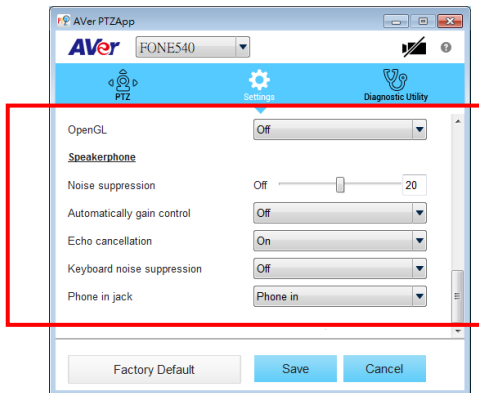 AVer PTZApp
AVer FONE540
PTZ Settings Diagnostic Utility
OpenGL Off
Speakerphone
Noise suppression Off 20
Automatically gain control Off
Echo cancellation On
Keyboard noise suppression Off
Phone in jack Phone in
Factory Default Save Cancel